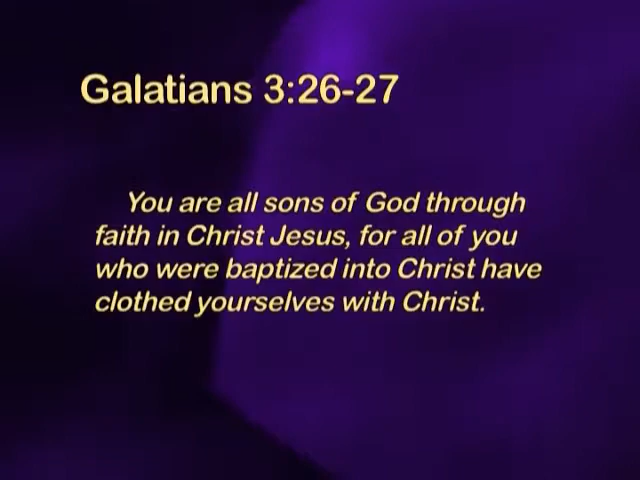 Galatians 3:26-27
You are all sons of God through
faith in Christ Jesus, for all of you
who were baptized into Christ have
clothed yourselves with Christ.